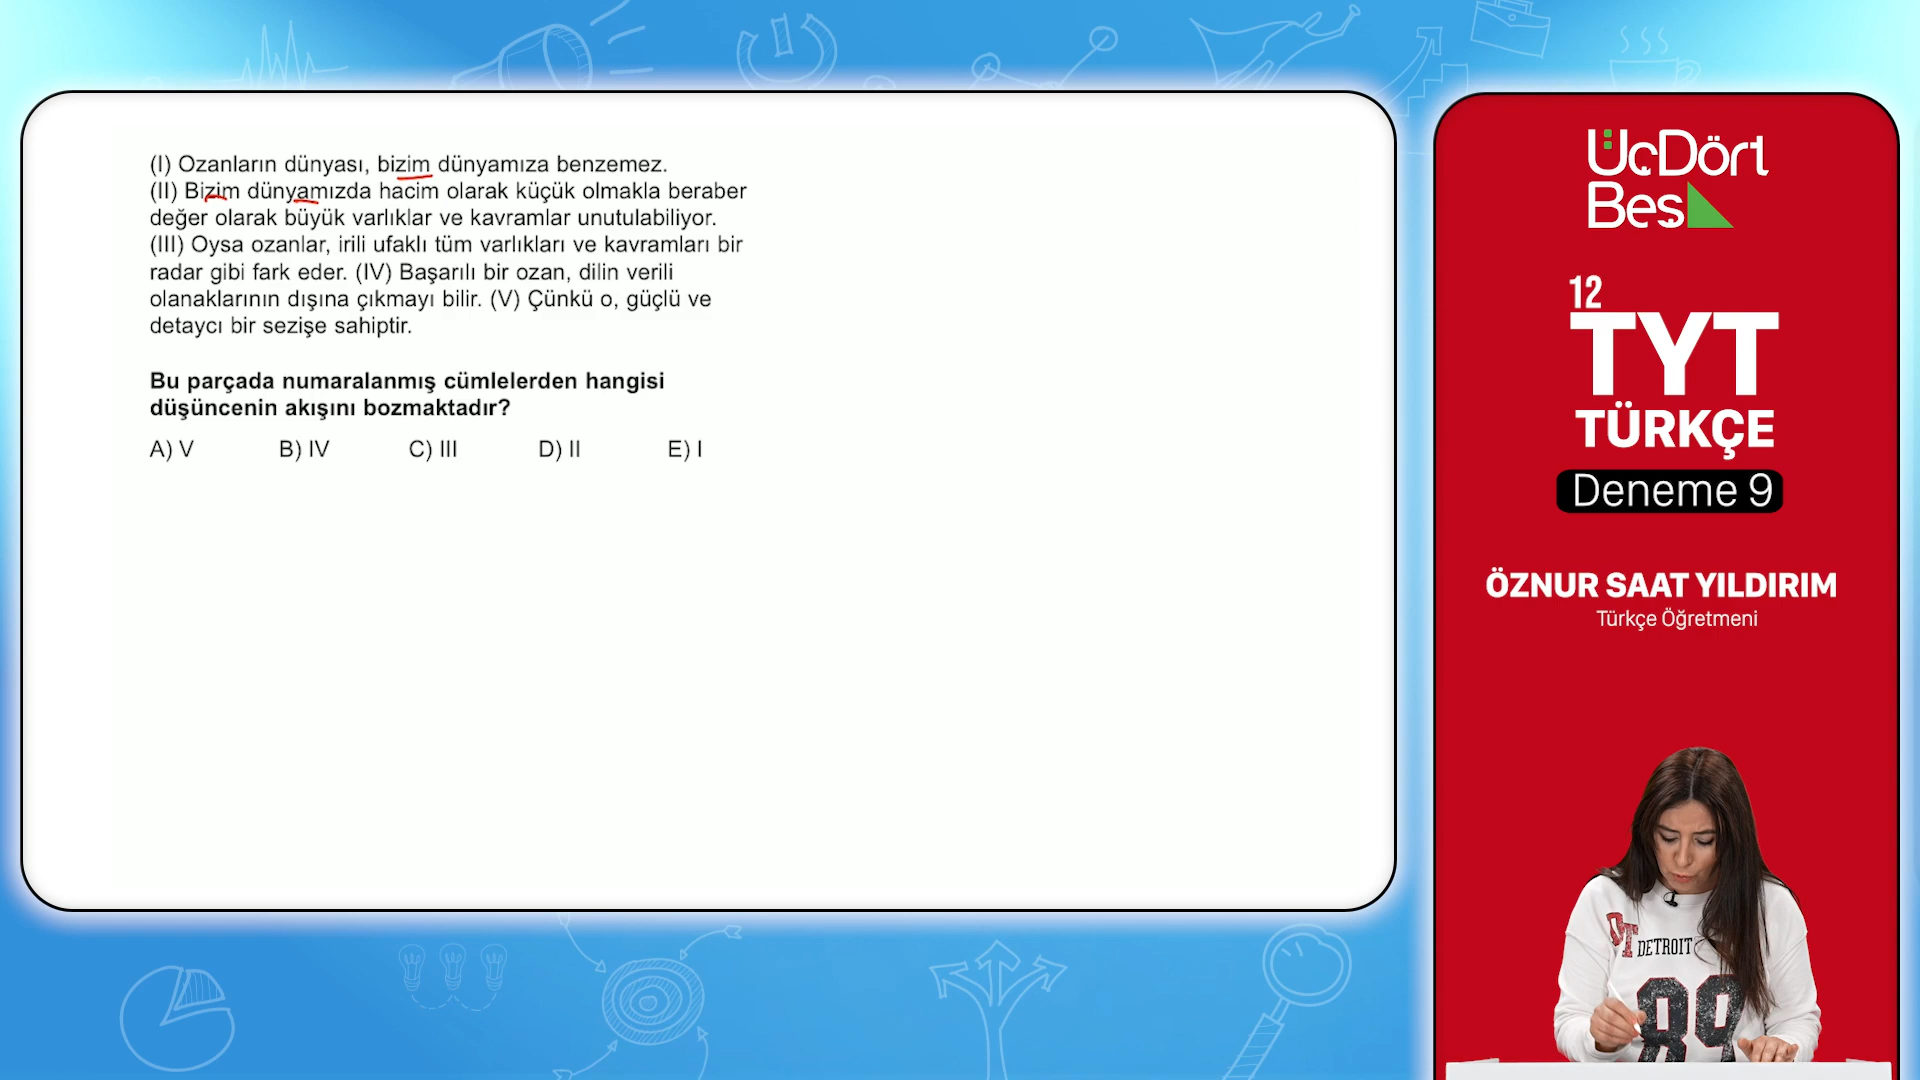 (I) Ozanların dünyası, bizim dünyamıza benzemez.
(II) Bizim dünyamızda hacim olarak küçük olmakla beraber
değer olarak büyük varlıklar ve kavramlar unutulabiliyor.
(III) Oysa ozanlar, irili ufaklı tüm varlıkları ve kavramları bir
radar gibi fark eder. (IV) Başarılı bir ozan, dilin verili
olanaklarının dışına çıkmayı bilir. (V) Çünkü o, güçlü ve
detaycı bir sezişe sahiptir.
Bu parçada numaralanmış cümlelerden hangisi
düşüncenin akışını bozmaktadır?
A) V B) IV C) III D) II E) I
ÜçDört
Beş
12
TYT
TÜRKÇE
Deneme 9
ÖZNUR SAAT YILDIRIM
Türkçe Öğretmeni
DT DETROIT
89